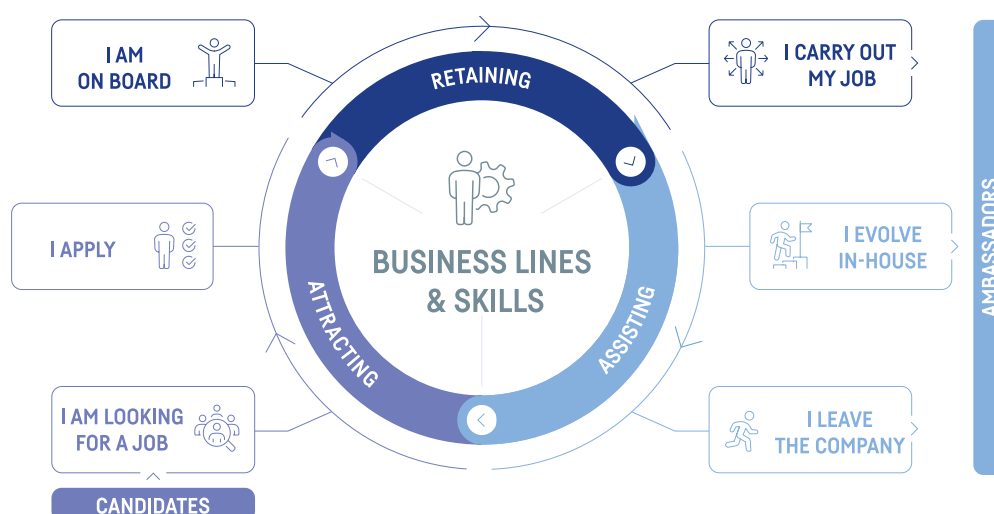 I AM
ON BOARD
RETAINING
I CARRY OUT
MY JOB
I APPLY
BUSINESS LINES
& SKILLS
I EVOLVE
IN-HOUSE
AMBASSADORS
ATTRACTING
ASSISTING
I AM LOOKING
FOR A JOB
I LEAVE
THE COMPANY
CANDIDATES